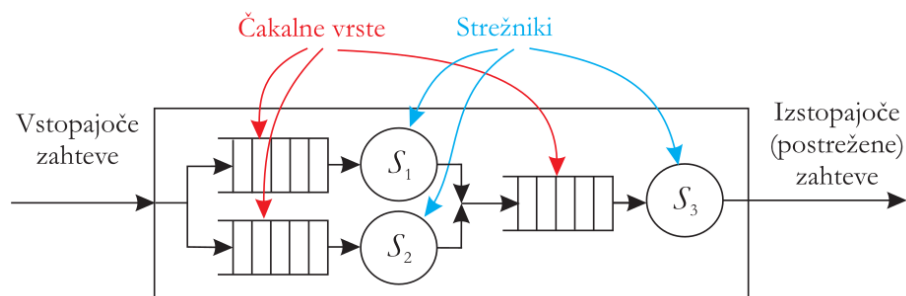 Čakalne vrste
Strežniki
Vstopajoče
zahteve
Izstopajoče
(postrežene)
zahteve
S₁
S₂
S₃